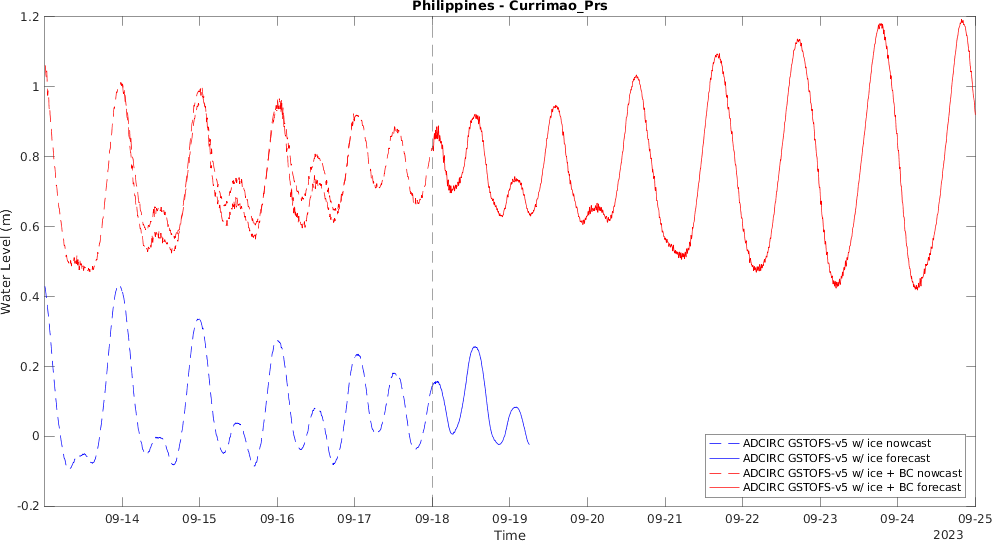 Philippines - Currimao_Prs
Water Level (m)
1.2
1
0.8
0.6
0.4
0.2
0
-0.2
ADCIRC GSTOFS-v5 w/ ice nowcast
ADCIRC GSTOFS-v5 w/ ice forecast
ADCIRC GSTOFS-v5 w/ ice + BC nowcast
ADCIRC GSTOFS-v5 w/ ice + BC forecast
09-14 09-15 09-16 09-17 09-18 09-19 09-20 09-21 09-22 09-23 09-24 09-25
Time
2023